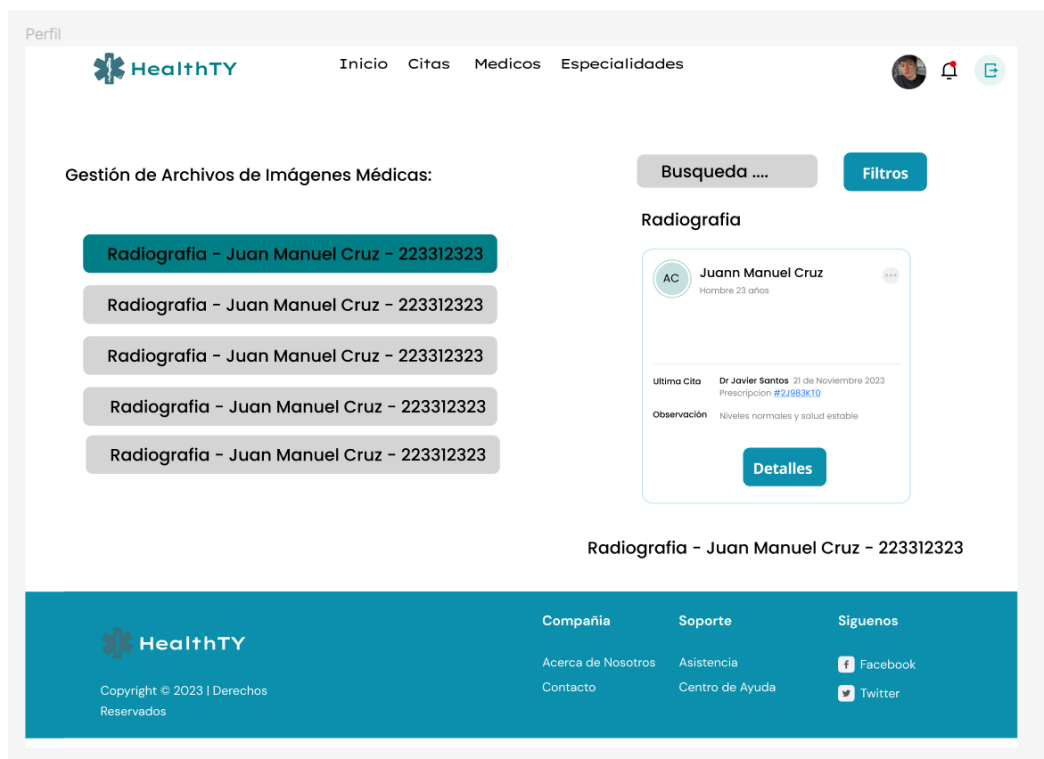 Perfil
HealthTY
Inicio Citas Medicos Especialidades
Gestión de Archivos de Imágenes Médicas:
Busqueda ....
Filtros
Radiografia - Juan Manuel Cruz - 223312323
Radiografia - Juan Manuel Cruz - 223312323
Radiografia - Juan Manuel Cruz - 223312323
Radiografia - Juan Manuel Cruz - 223312323
Radiografia - Juan Manuel Cruz - 223312323
Radiografia
AC
Juann Manuel Cruz
Hombre 23 años
Ultima Cita
Dr Javier Santos 21 de Noviembre 2023
Prescripcion #2J983KT0
Observación
Niveles normales y salud estable
Detalles
Radiografia - Juan Manuel Cruz - 223312323
HealthTY
Copyright © 2023 | Derechos
Reservados
Compañia
Acerca de Nosotros
Contacto
Soporte
Asistencia
Centro de Ayuda
Siguenos
Facebook
Twitter